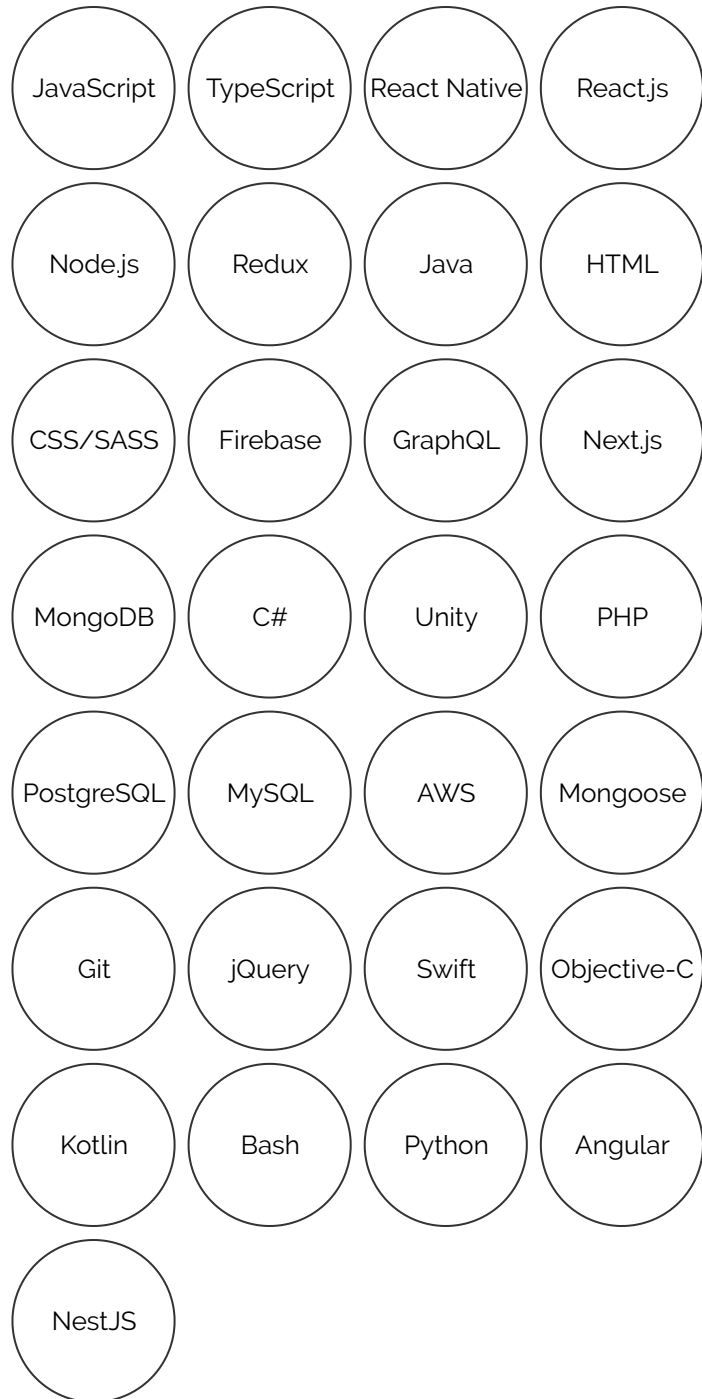 JavaScript TypeScript React Native React.js
Node.js Redux Java HTML
CSS/SASS Firebase GraphQL Next.js
MongoDB C# Unity PHP
PostgreSQL MySQL AWS Mongoose
Git jQuery Swift Objective-C
Kotlin Bash Python Angular
NestJS